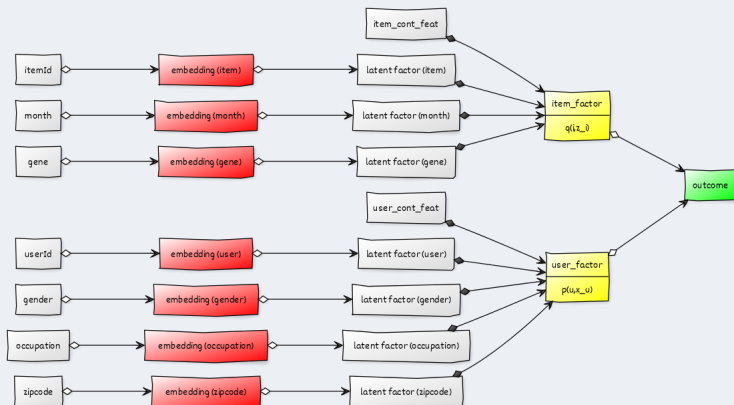 item_cont_feat
itemId
embedding (item)
latent factor (item)
month
embedding (month)
latent factor (month)
item_factor
q(i,z_i)
gene
embedding (gene)
latent factor (gene)
outcome
user_cont_feat
userId
embedding (user)
latent factor (user)
user_factor
p(u,x_u)
gender
embedding (gender)
latent factor (gender)
occupation
embedding (occupation)
latent factor (occupation)
zipcode
embedding (zipcode)
latent factor (zipcode)